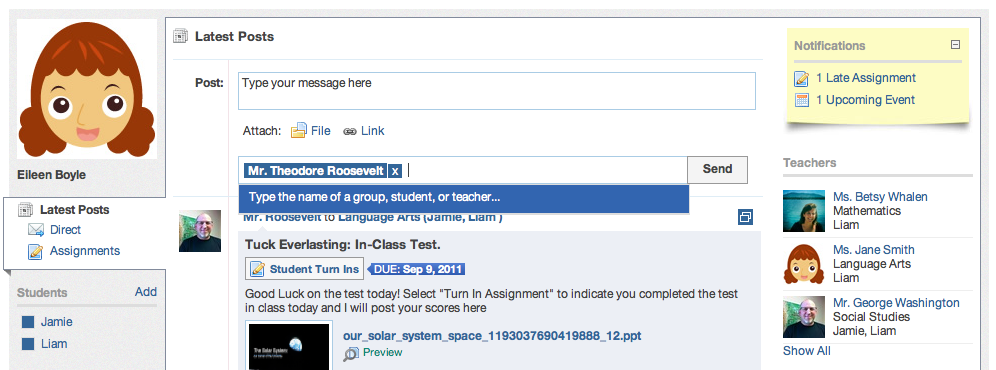 Eileen Boyle
Latest Posts
Direct
Assignments
Students Add
Jamie
Liam
Latest Posts
Post:
Type your message here
Attach: File Link
Mr. Theodore Roosevelt x
Send
Type the name of a group, student, or teacher...
Mr. Roosevelt to Language Arts (Jamie, Liam )
Tuck Everlasting: In-Class Test.
Student Turn Ins DUE: Sep 9, 2011
Good Luck on the test today! Select "Turn In Assignment" to indicate you completed the test
in class today and I will post your scores here
The Solar System:
our_solar_system_space_1193037690419888_12.ppt
Preview
Notifications
1 Late Assignment
1 Upcoming Event
Teachers
Ms. Betsy Whalen
Mathematics
Liam
Ms. Jane Smith
Language Arts
Liam
Mr. George Washington
Social Studies
Jamie, Liam
Show All